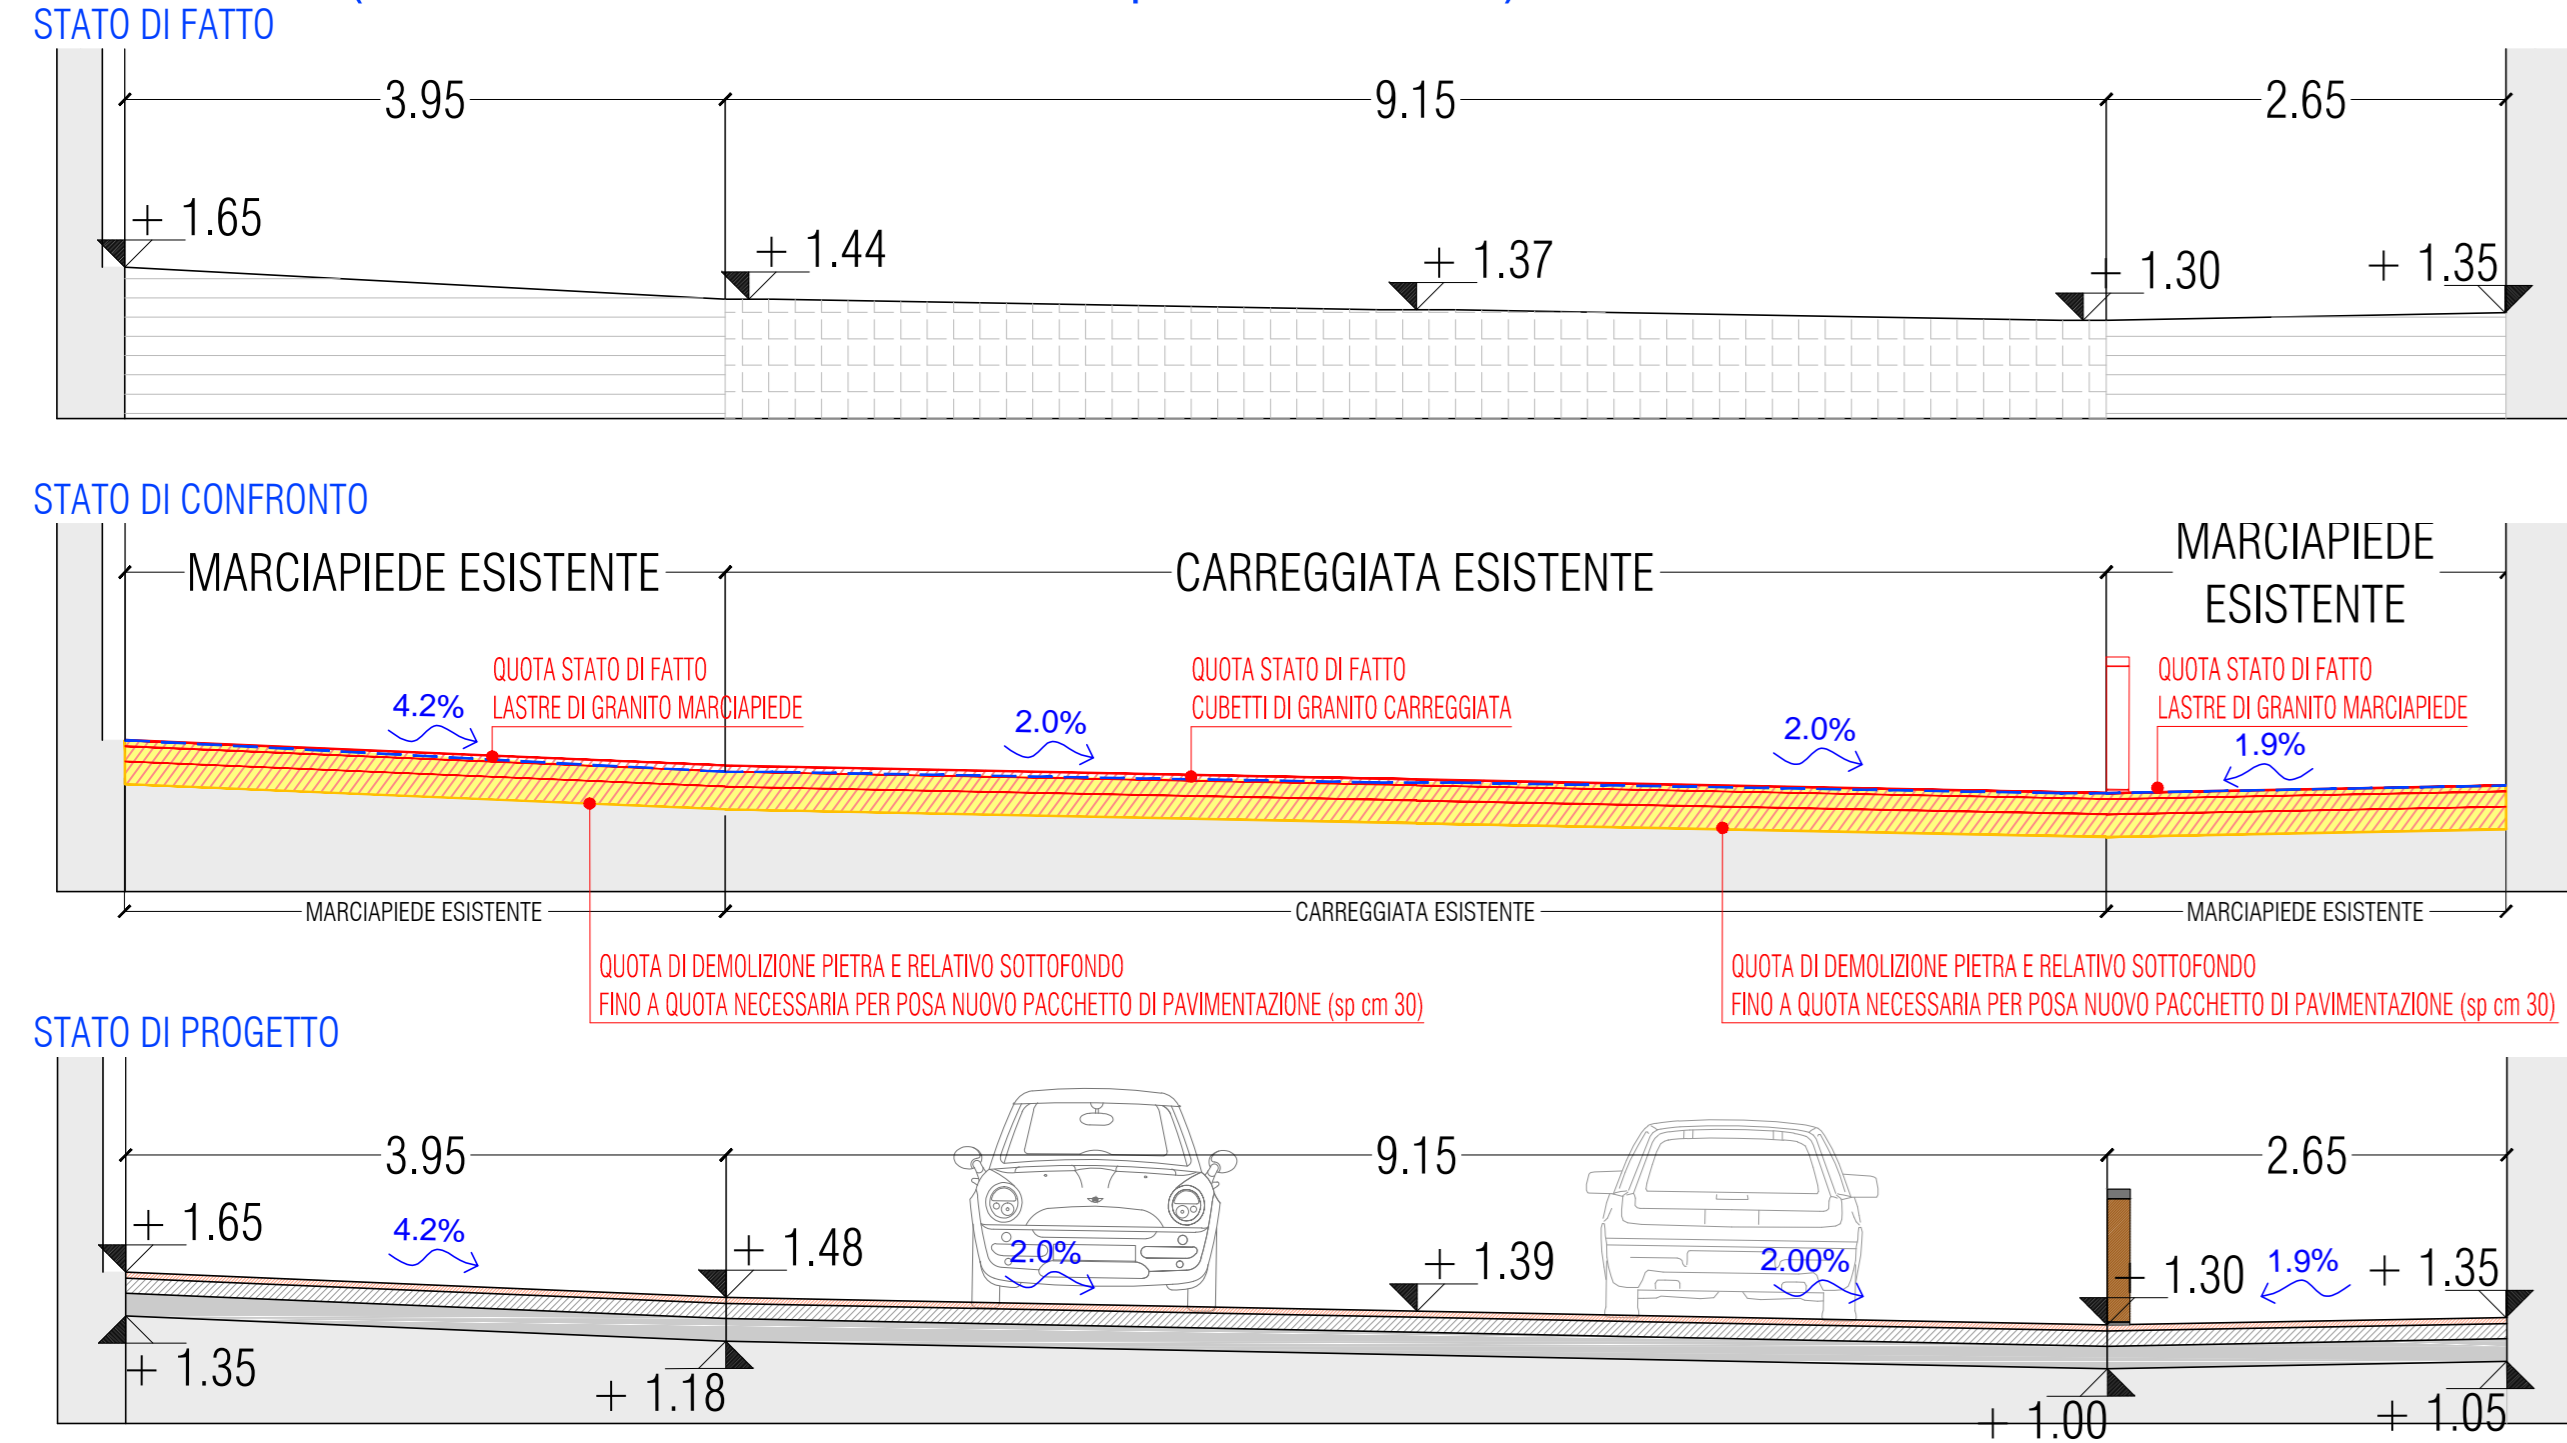 STATO DI FATTO
3.95
9.15
2.65
+ 1.65
+ 1.44
+ 1.37
+ 1.30
+ 1.35
STATO DI CONFRONTO
MARCIAPIEDE ESISTENTE
CARREGGIATA ESISTENTE
MARCIAPIEDE
ESISTENTE
QUOTA STATO DI FATTO
LASTRE DI GRANITO MARCIAPIEDE
QUOTA STATO DI FATTO
CUBETTI DI GRANITO CARREGGIATA
QUOTA STATO DI FATTO
LASTRE DI GRANITO MARCIAPIEDE
4.2%
2.0%
2.0%
1.9%
MARCIAPIEDE ESISTENTE
CARREGGIATA ESISTENTE
MARCIAPIEDE ESISTENTE
QUOTA DI DEMOLIZIONE PIETRA E RELATIVO SOTTOFONDO
FINO A QUOTA NECESSARIA PER POSA NUOVO PACCHETTO DI PAVIMENTAZIONE (sp cm 30)
QUOTA DI DEMOLIZIONE PIETRA E RELATIVO SOTTOFONDO
FINO A QUOTA NECESSARIA PER POSA NUOVO PACCHETTO DI PAVIMENTAZIONE (sp cm 30)
STATO DI PROGETTO
3.95
9.15
2.65
+ 1.65
4.2%
+ 1.48
2.0%
+ 1.39
2.00%
+ 1.30
1.9%
+ 1.35
+ 1.35
+ 1.18
+ 1.00
+ 1.05